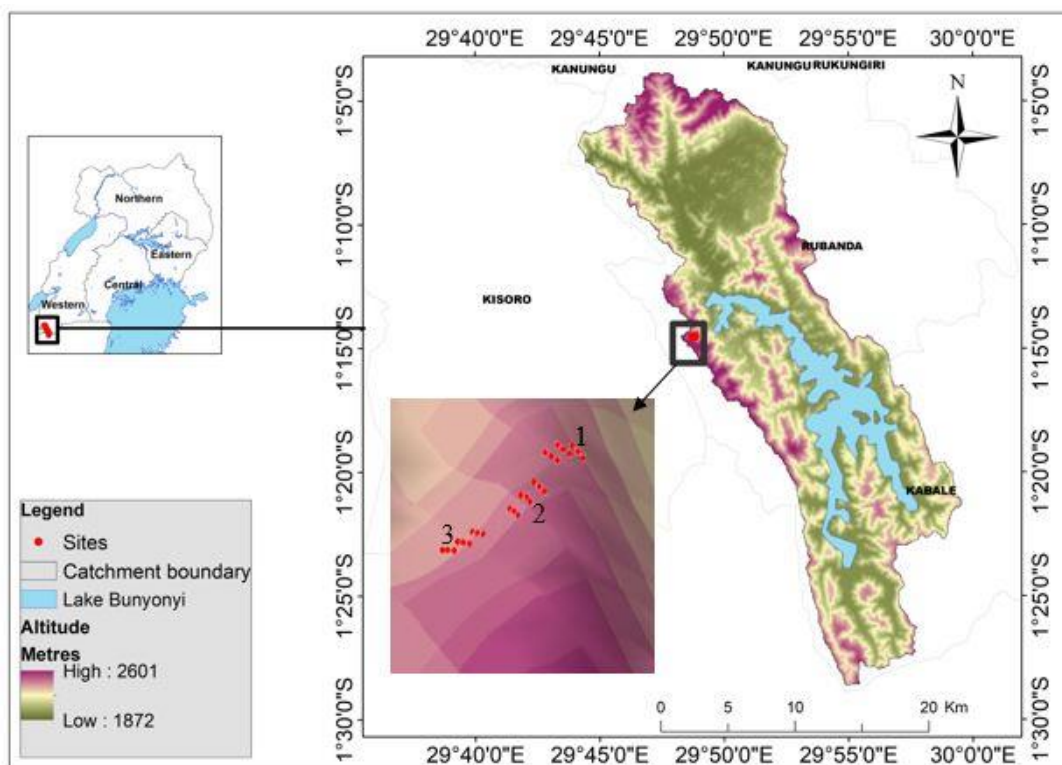 29°40'0"E 29°45'0"E 29°50'0"E 29°55'0"E 30°0'0"E
KANUNGU KANUNGU RUKUNGIRI
N
1°5'0"S 1°5'0"S
Northern
Eastern
Central
Western
1°10'0"S 1°10'0"S
RUBANDA
KISORO
1°15'0"S 1°15'0"S
1
2
3
1°20'0"S 1°20'0"S
KABALE
Legend
Sites
Catchment boundary
Lake Bunyonyi
Altitude
Metres
High : 2601
Low : 1872
1°25'0"S 1°25'0"S
0 5 10 20 Km
1°30'0"S 1°30'0"S
29°40'0"E 29°45'0"E 29°50'0"E 29°55'0"E 30°0'0"E